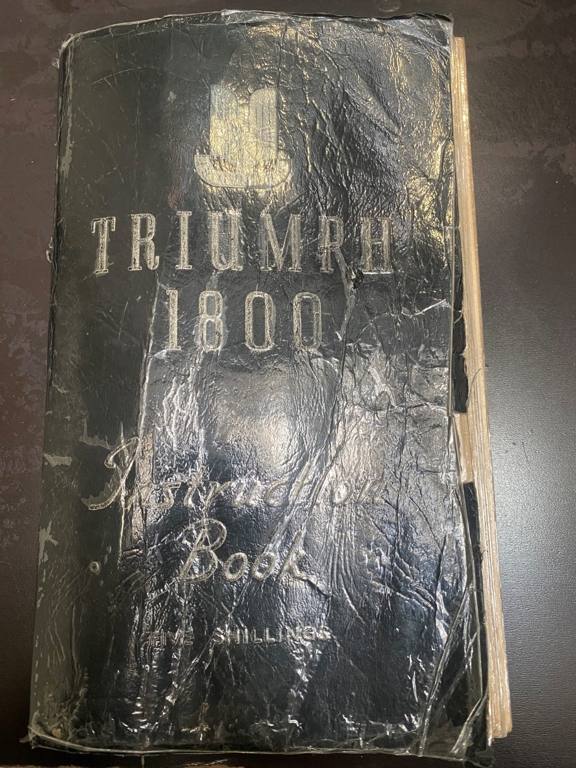 TRIUMPH
1800
Instruction
Book
FIVE SHILLINGS